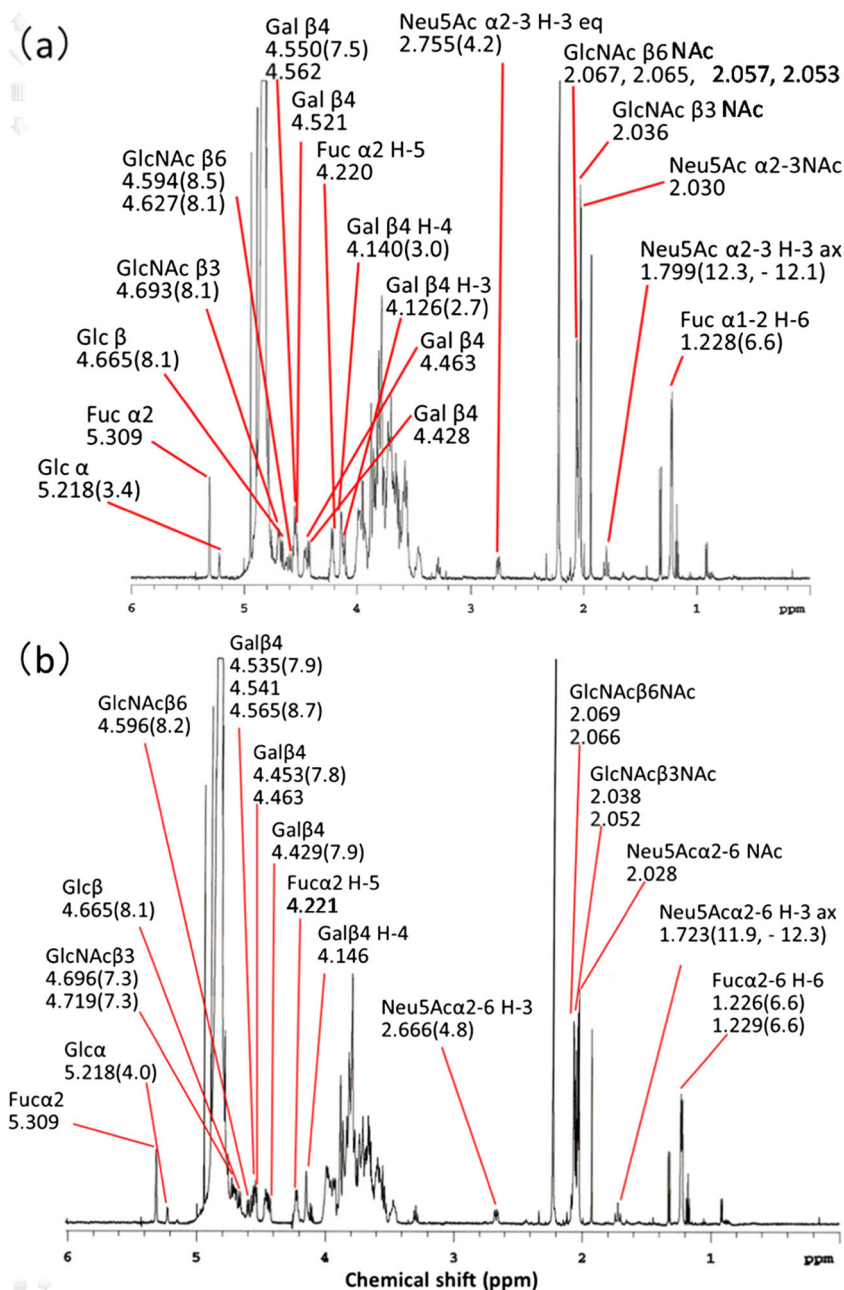 (a)
Gal β4
4.550(7.5)
4.562
Gal β4
4.521
Neu5Ac α2-3 H-3 eq
2.755(4.2)
GlcNAc β6 NAc
2.067, 2.065, 2.057, 2.053
GlcNAc β3 NAc
2.036
Neu5Ac α2-3NAc
2.030
GlcNAc β6
4.594(8.5)
4.627(8.1)
Fuc α2 H-5
4.220
Gal β4 H-4
4.140(3.0)
Neu5Ac α2-3 H-3 ax
1.799(12.3, - 12.1)
GlcNAc β3
4.693(8.1)
Gal β4 H-3
4.126(2.7)
Fuc α1-2 H-6
1.228(6.6)
Glc β
4.665(8.1)
Gal β4
4.463
Fuc α2
5.309
Gal β4
4.428
Glc α
5.218(3.4)
6 5 4 3 2 1 ppm
(b)
Galβ4
4.535(7.9)
4.541
4.565(8.7)
GlcNAcβ6
4.596(8.2)
GlcNAcβ6NAc
2.069
2.066
Galβ4
4.453(7.8)
4.463
GlcNAcβ3NAc
2.038
2.052
Galβ4
4.429(7.9)
Neu5Acα2-6 NAc
2.028
Glcβ
4.665(8.1)
Fucα2 H-5
4.221
Neu5Acα2-6 H-3 ax
1.723(11.9, - 12.3)
GlcNAcβ3
4.696(7.3)
4.719(7.3)
Galβ4 H-4
4.146
Neu5Acα2-6 H-3
2.666(4.8)
Fucα2-6 H-6
1.226(6.6)
1.229(6.6)
Glcα
5.218(4.0)
Fucα2
5.309
6 5 4 3 2 1 ppm
Chemical shift (ppm)